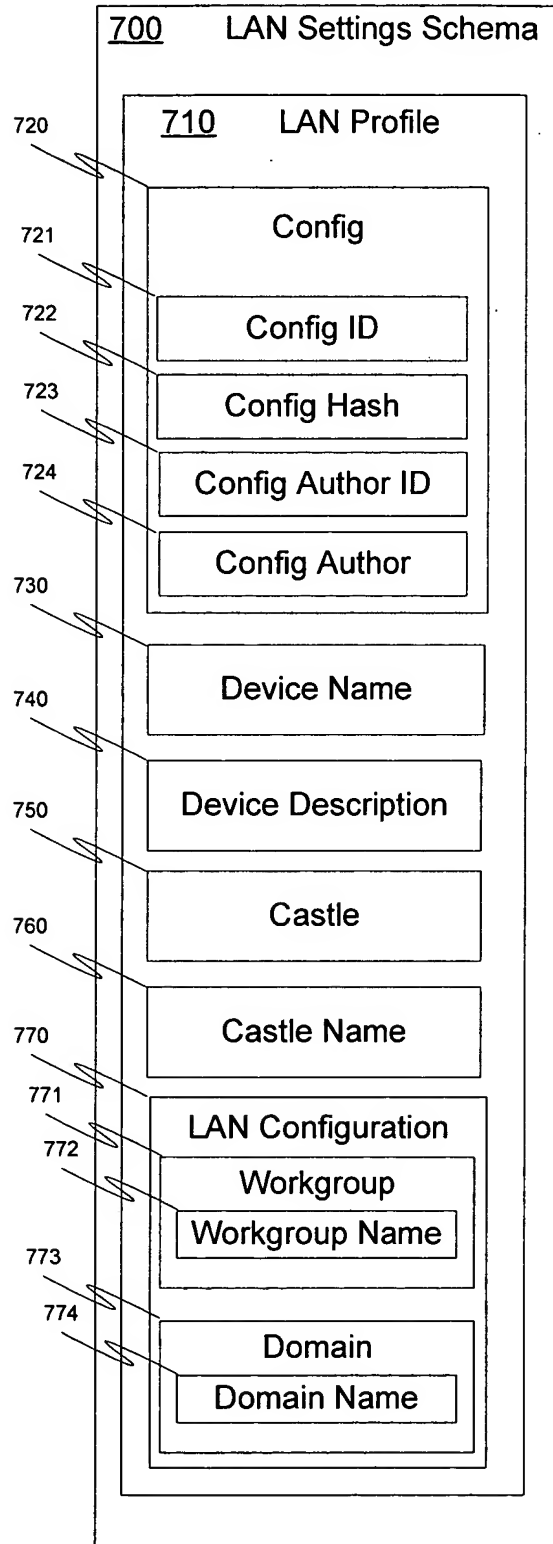 700 LAN Settings Schema
710 LAN Profile
720
Config
721
Config ID
722
Config Hash
723
Config Author ID
724
Config Author
730
Device Name
740
Device Description
750
Castle
760
Castle Name
770
LAN Configuration
771
Workgroup
772
Workgroup Name
773
Domain
774
Domain Name